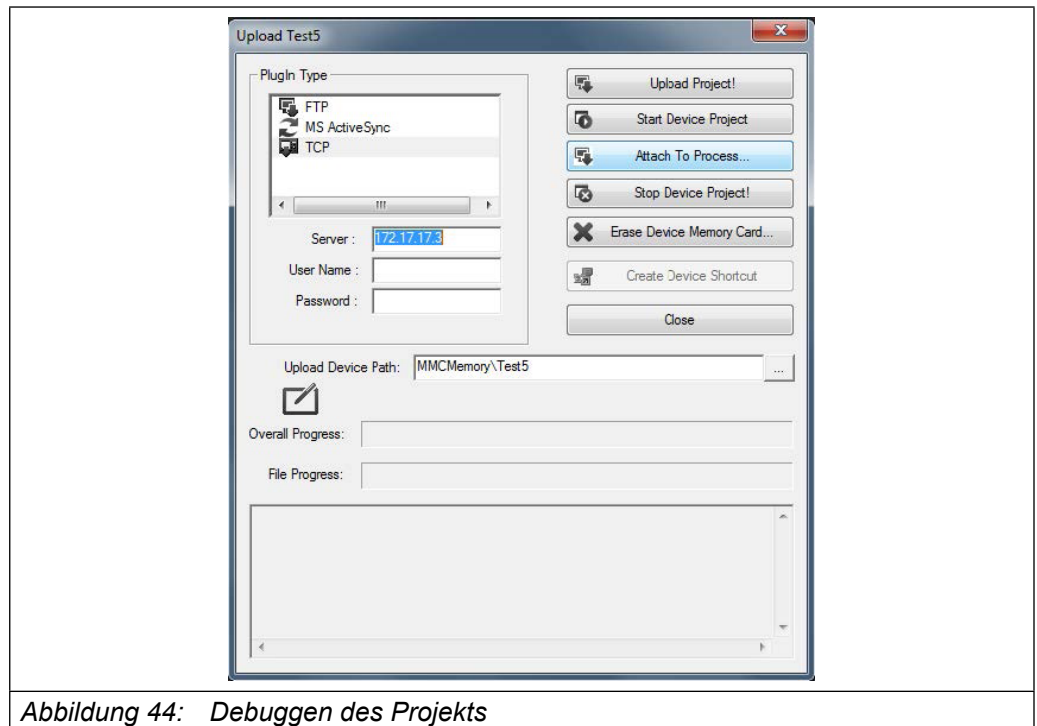 Upload Test5
PlugIn Type
FTP
MS ActiveSync
TCP
Server :
172.17.17.3
User Name :
Password :
Upload Project!
Start Device Project
Attach To Process...
Stop Device Project!
Erase Device Memory Card...
Create Device Shortcut
Close
Upload Device Path:
MMCMemory\Test5
...
Overall Progress:
File Progress:
Abbildung 44: Debuggen des Projekts